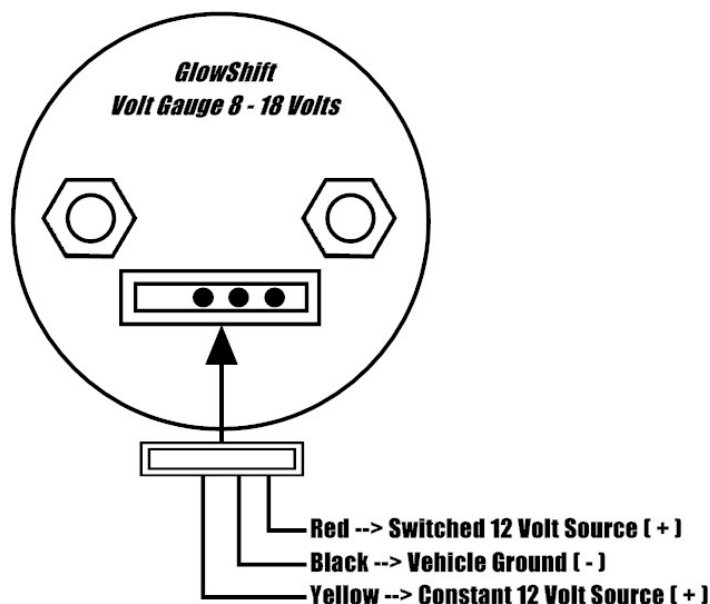 GlowShift
Volt Gauge 8 - 18 Volts
Red --> Switched 12 Volt Source ( + )
Black --> Vehicle Ground ( - )
Yellow --> Constant 12 Volt Source ( + )